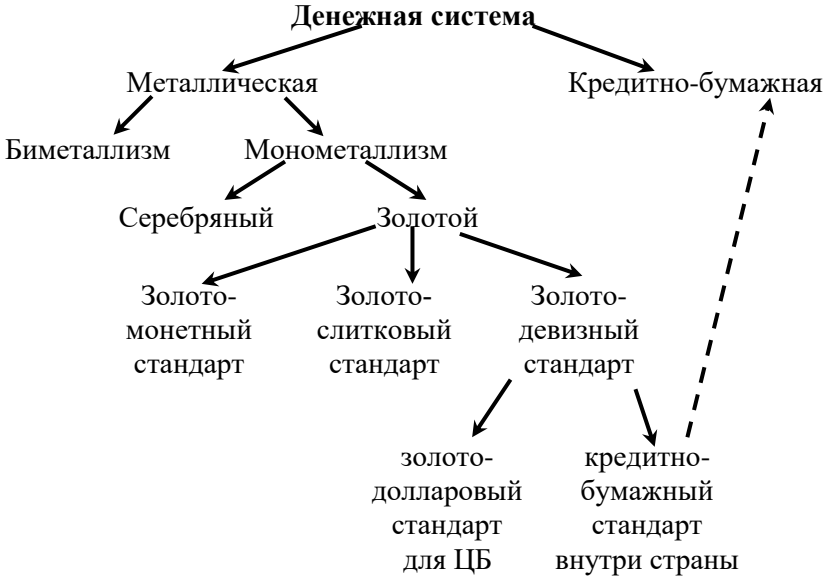 Денежная система
Металлическая Кредитно-бумажная
Биметаллизм Монометаллизм
Серебряный Золотой
Золото-
монетный
стандарт
Золото-
слитковый
стандарт
Золото-
девизный
стандарт
золото-
долларовый
стандарт
для ЦБ
кредитно-
бумажный
стандарт
внутри страны